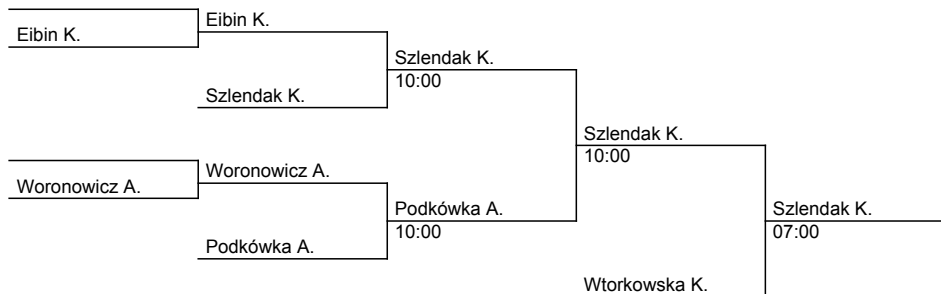 Eibin K.
Eibin K.
Szlendak K.
10:00
Szlendak K.
Szlendak K.
10:00
Woronowicz A.
Woronowicz A.
Szlendak K.
07:00
Podkówka A.
10:00
Podkówka A.
Wtorkowska K.